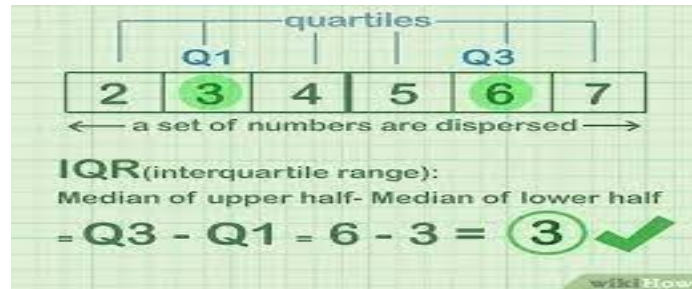 quartiles
Q1 Q3
2 3 4 5 6 7
a set of numbers are dispersed
IQR(interquartile range):
Median of upper half- Median of lower half
= Q3 - Q1 = 6 - 3 = 3
wikiHow